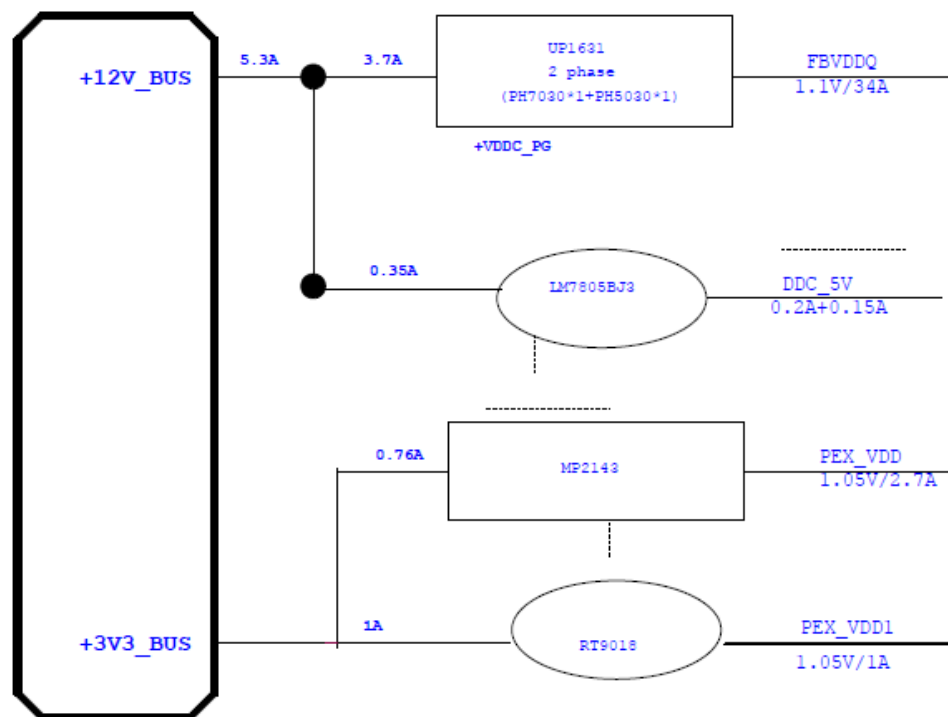 +12V_BUS
5.3A
3.7A
UP1631
2 phase
(PH7030*1+PH5030*1)
FBVDDQ
1.1V/34A
+VDDC_PG
0.35A
LM7805BJ3
DDC_5V
0.2A+0.15A
0.76A
MP2143
PEX_VDD
1.05V/2.7A
+3V3_BUS
1A
RT9018
PEX_VDD1
1.05V/1A